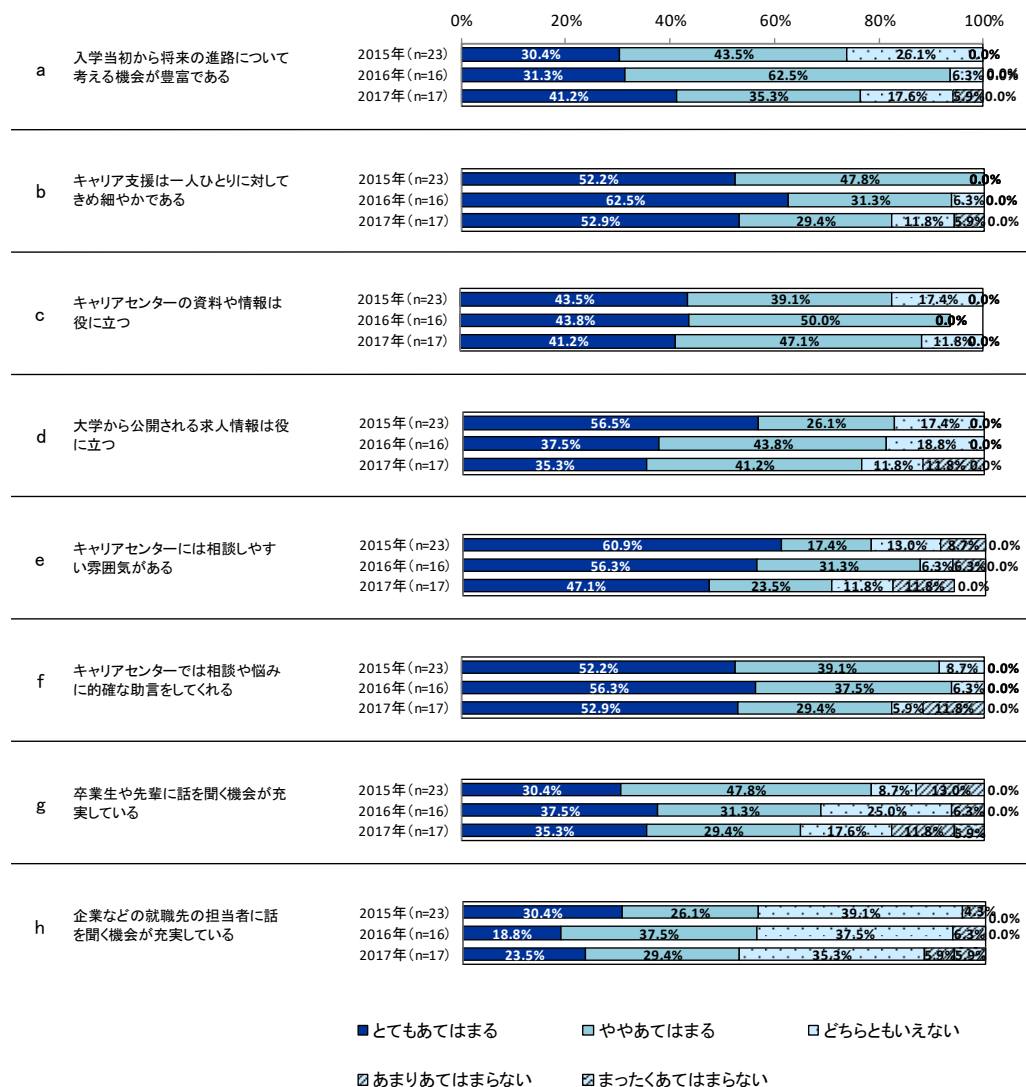 0% 20% 40% 60% 80% 100%
a
入学当初から将来の進路について
考える機会が豊富である
2015年(n=23) 30.4% 43.5% 26.1% 0.0%
2016年(n=16) 31.3% 62.5% 6.3% 0.0%
2017年(n=17) 41.2% 35.3% 17.6% 5.9% 0.0%
b
キャリア支援は一人ひとりに対して
きめ細やかである
2015年(n=23) 52.2% 47.8% 0.0%
2016年(n=16) 62.5% 31.3% 6.3% 0.0%
2017年(n=17) 52.9% 29.4% 11.8% 5.9% 0.0%
c
キャリアセンターの資料や情報は
役に立つ
2015年(n=23) 43.5% 39.1% 17.4% 0.0%
2016年(n=16) 43.8% 50.0% 0.0%
2017年(n=17) 41.2% 47.1% 11.8% 0.0%
d
大学から公開される求人情報は役
に立つ
2015年(n=23) 56.5% 26.1% 17.4% 0.0%
2016年(n=16) 37.5% 43.8% 18.8% 0.0%
2017年(n=17) 35.3% 41.2% 11.8% 11.8% 0.0%
e
キャリアセンターには相談しやす
い雰囲気がある
2015年(n=23) 60.9% 17.4% 13.0% 8.7% 0.0%
2016年(n=16) 56.3% 31.3% 6.3% 6.3% 0.0%
2017年(n=17) 47.1% 23.5% 11.8% 11.8% 0.0%
f
キャリアセンターでは相談や悩み
に的確な助言をしてくれる
2015年(n=23) 52.2% 39.1% 8.7% 0.0%
2016年(n=16) 56.3% 37.5% 6.3% 0.0%
2017年(n=17) 52.9% 29.4% 5.9% 11.8% 0.0%
g
卒業生や先輩に話を聞く機会が充
実している
2015年(n=23) 30.4% 47.8% 8.7% 13.0% 0.0%
2016年(n=16) 37.5% 31.3% 25.0% 6.3% 0.0%
2017年(n=17) 35.3% 29.4% 17.6% 11.8% 5.9%
h
企業などの就職先の担当者に話
を聞く機会が充実している
2015年(n=23) 30.4% 26.1% 39.1% 4.3% 0.0%
2016年(n=16) 18.8% 37.5% 37.5% 6.3% 0.0%
2017年(n=17) 23.5% 29.4% 35.3% 5.9% 5.9%
とてもあてはまる ややあてはまる どちらともいえない
あまりあてはまらない まったくあてはまらない